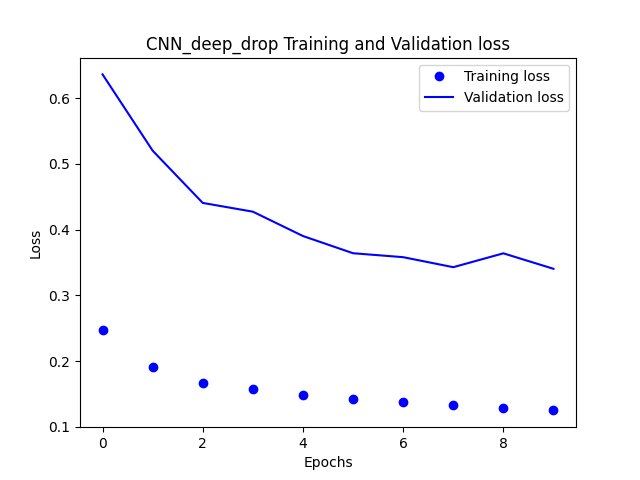 CNN_deep_drop Training and Validation loss
Training loss
Validation loss
0.6
0.5
0.4
0.3
0.2
0.1
Loss
0 2 4 6 8
Epochs